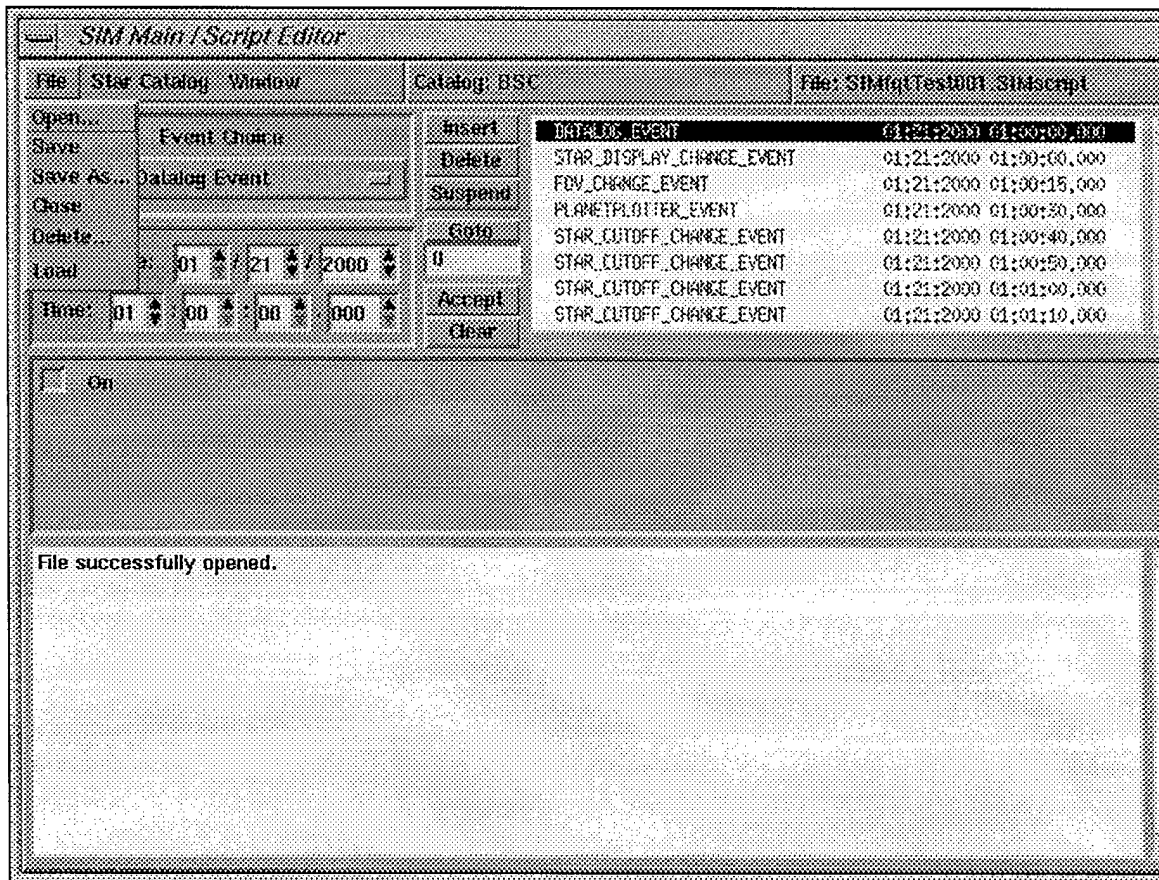 SIM Main / Script Editor
File Star Catalog Window Catalog: BSC File: SIMfqtTest001.SIMscript
Open...
Save
Save As...
Close
Delete...
Load
Event Choice
Datalog Event
e: 01 / 21 / 2000
Time: 01 : 00 : 00 . 000
Insert
Delete
Suspend
Goto
0
Accept
Clear
DATALOG_EVENT 01:21:2000 01:00:00,000
STAR_DISPLAY_CHANGE_EVENT 01:21:2000 01:00:00,000
FOV_CHANGE_EVENT 01:21:2000 01:00:15,000
PLANETPLOTTER_EVENT 01:21:2000 01:00:30,000
STAR_CUTOFF_CHANGE_EVENT 01:21:2000 01:00:40,000
STAR_CUTOFF_CHANGE_EVENT 01:21:2000 01:00:50,000
STAR_CUTOFF_CHANGE_EVENT 01:21:2000 01:01:00,000
STAR_CUTOFF_CHANGE_EVENT 01:21:2000 01:01:10,000
On
File successfully opened.